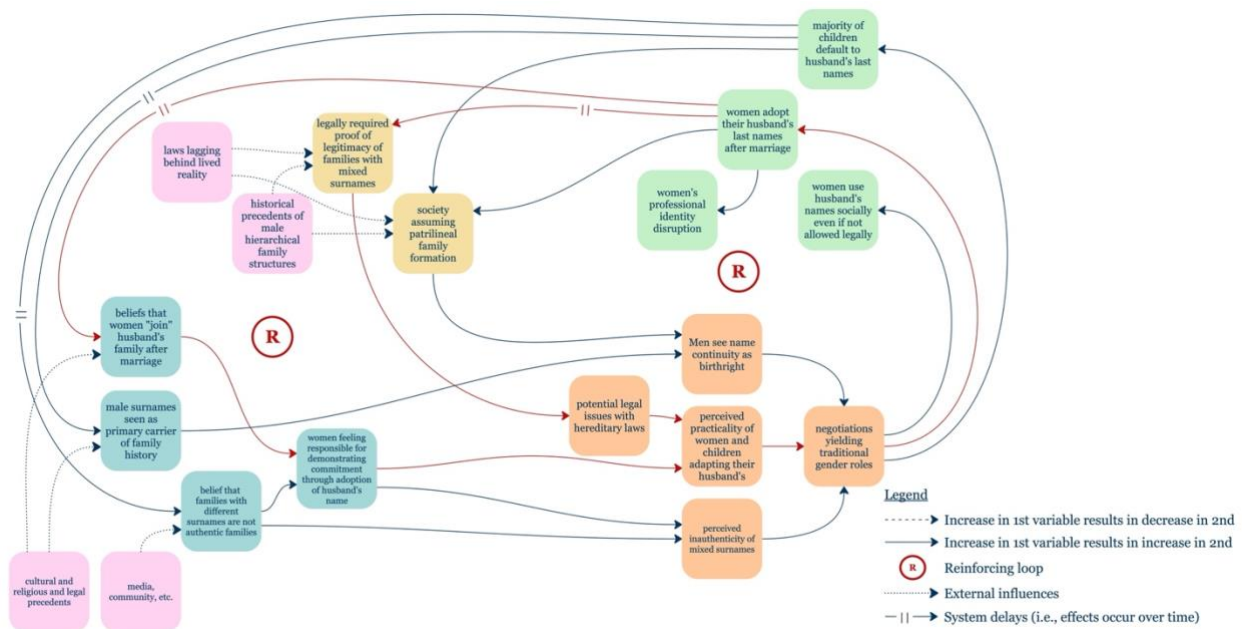 majority of
children
default to
husband's last
names
women adopt
their husband's
last names
after marriage
legally required
proof of
legitimacy of
families with
mixed
surnames
laws lagging
behind lived
reality
women's
professional
identity
disruption
women use
husband's
names socially
even if not
allowed legally
historical
precedents of
male
hierarchical
family
structures
society
assuming
patrilineal
family
formation
R
R
beliefs that
women "join"
husband's
family after
marriage
Men see name
continuity as
birthright
potential legal
issues with
hereditary laws
male surnames
seen as
primary carrier
of family
history
perceived
practicality of
women and
children
adapting their
husband's
negotiations
yielding
traditional
gender roles
women feeling
responsible for
demonstrating
commitment
through adoption
of husband's
name
belief that
families with
different
surnames are not
authentic families
perceived
inauthenticity of
mixed surnames
cultural and
religious and legal
precedents
media,
community, etc.
Legend
Increase in 1st variable results in decrease in 2nd
Increase in 1st variable results in increase in 2nd
R
Reinforcing loop
External influences
System delays (i.e., effects occur over time)